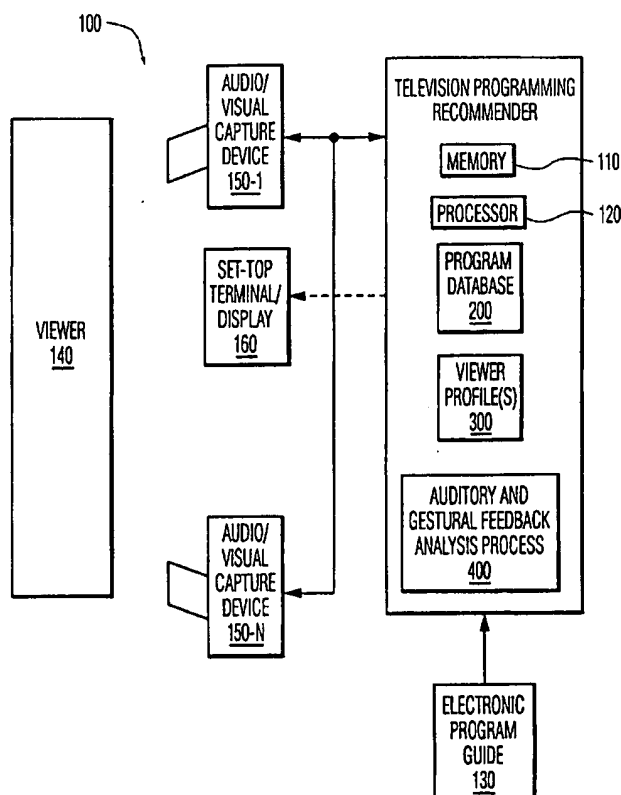 100
AUDIO/
VISUAL
CAPTURE
DEVICE
150-1
TELEVISION PROGRAMMING
RECOMMENDER
MEMORY
110
PROCESSOR
120
PROGRAM
DATABASE
200
VIEWER
140
SET-TOP
TERMINAL/
DISPLAY
160
VIEWER
PROFILE(S)
300
AUDITORY AND
GESTURAL FEEDBACK
ANALYSIS PROCESS
400
AUDIO/
VISUAL
CAPTURE
DEVICE
150-N
ELECTRONIC
PROGRAM
GUIDE
130